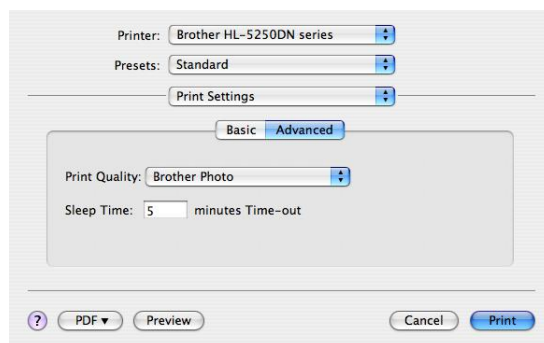 Printer: Brother HL-5250DN series
Presets: Standard
Print Settings
Basic Advanced
Print Quality: Brother Photo
Sleep Time: 5 minutes Time-out
? PDF ▼ Preview Cancel Print